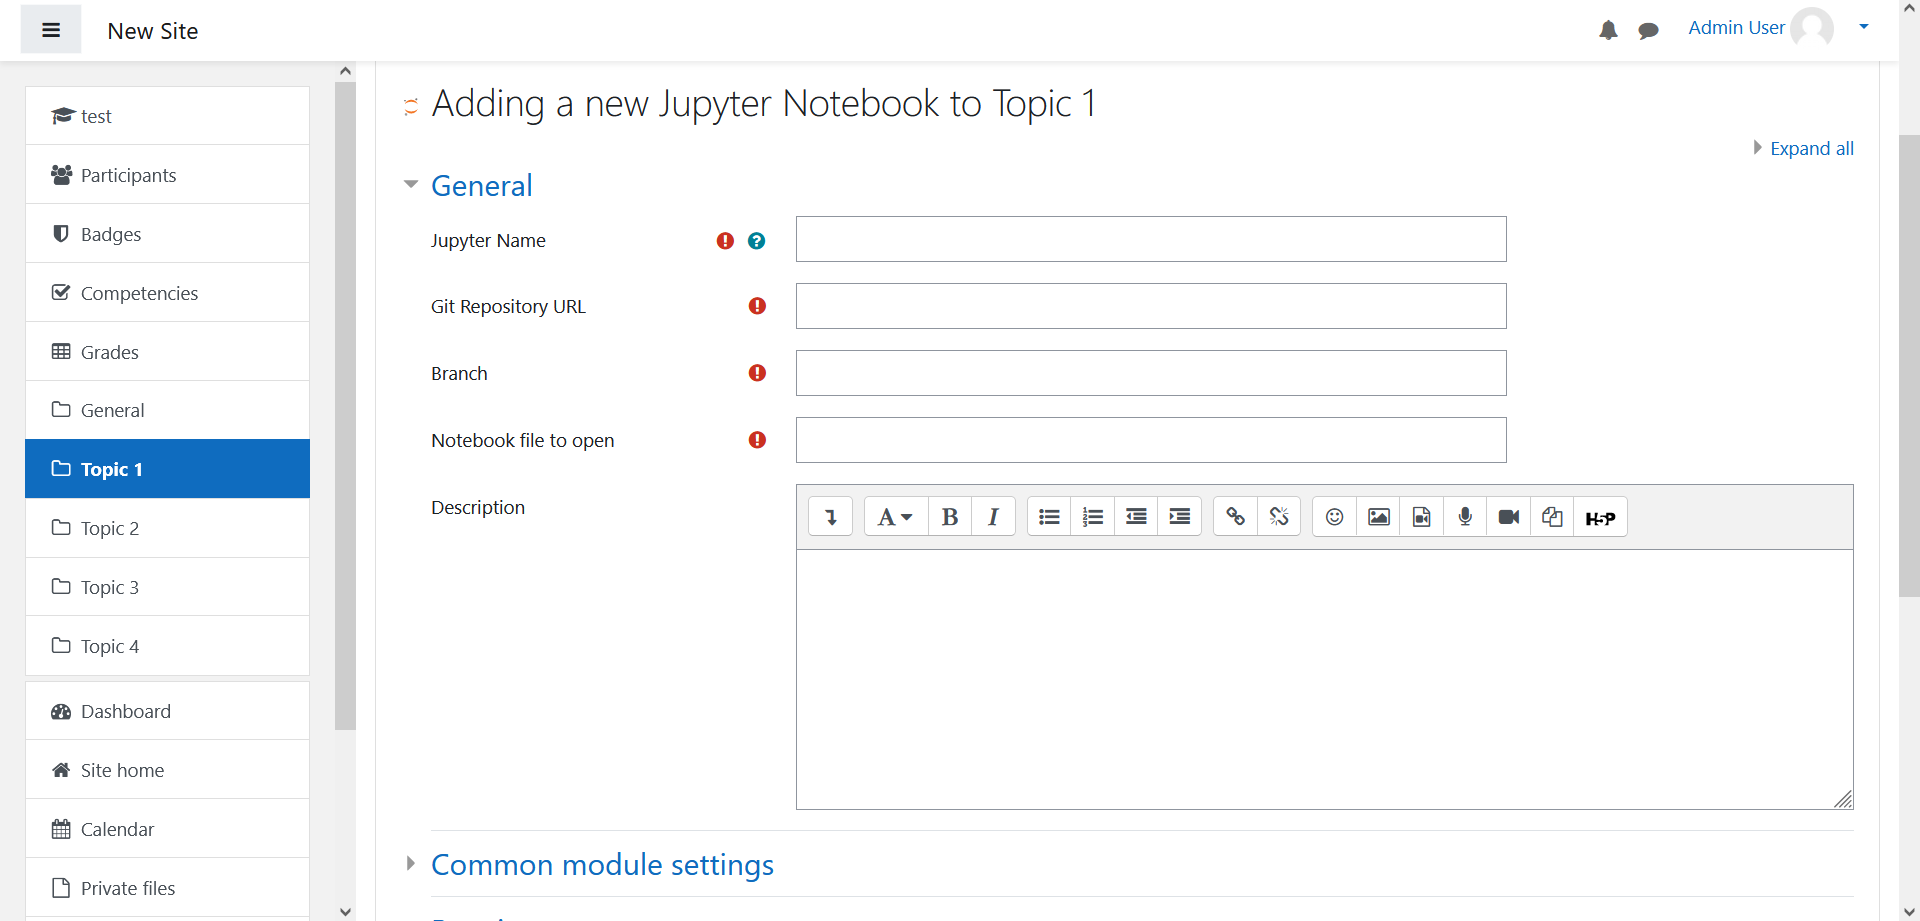 New Site
Admin User
test
Participants
Badges
Competencies
Grades
General
Topic 1
Topic 2
Topic 3
Topic 4
Dashboard
Site home
Calendar
Private files
Adding a new Jupyter Notebook to Topic 1
Expand all
General
Jupyter Name
Git Repository URL
Branch
Notebook file to open
Description
A
B
I
H5P
Common module settings